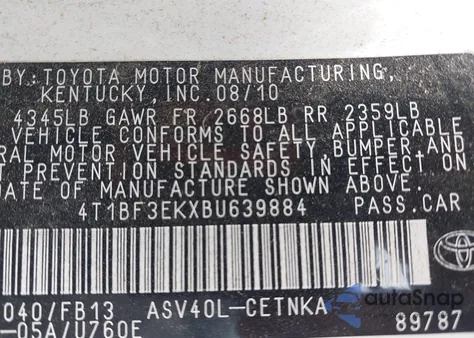 BY: TOYOTA MOTOR MANUFACTURING,
KENTUCKY, INC. 08/10
4345LB GAWR FR 2668LB RR 2359LB
VEHICLE CONFORMS TO ALL APPLICABLE
RAL MOTOR VEHICLE SAFETY, BUMPER AND
T PREVENTION STANDARDS IN EFFECT ON
DATE OF MANUFACTURE SHOWN ABOVE.
4T1BF3EKXBU639884 PASS.CAR
TOYOTA
040/FB13 ASV40L-CETNKA
-05A/U760E 89787
autoSnap